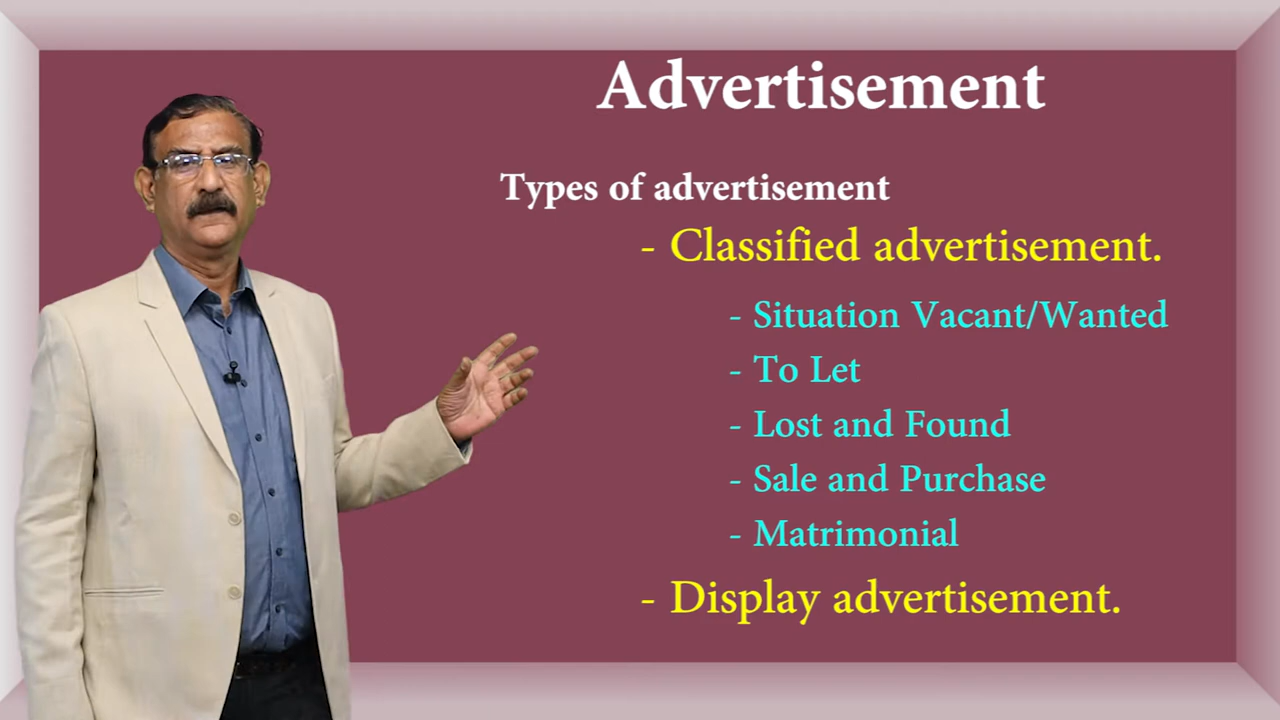 Advertisement
Types of advertisement
- Classified advertisement.
- Situation Vacant/Wanted
- To Let
- Lost and Found
- Sale and Purchase
- Matrimonial
- Display advertisement.